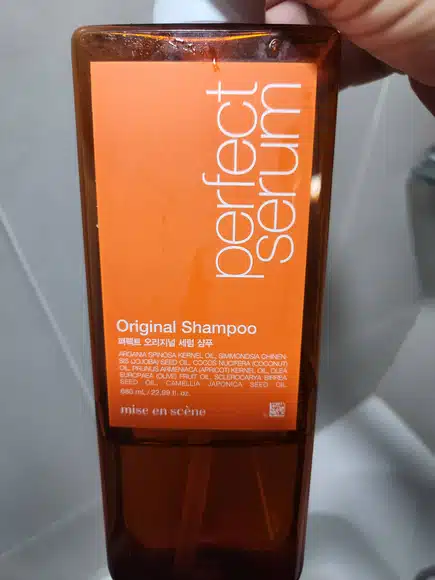 perfect
serum
Original Shampoo
퍼펙트 오리지널 세럼 샴푸
ARGANIA SPINOSA KERNEL OIL, SIMMONDSIA CHINEN-
SIS (JOJOBA) SEED OIL, COCOS NUCIFERA (COCONUT)
OIL, PRUNUS ARMENIACA (APRICOT) KERNEL OIL, OLEA
EUROPAEA (OLIVE) FRUIT OIL, SCLEROCARYA BIRREA
SEED OIL, CAMELLIA JAPONICA SEED OIL
680 mL / 22.99 fl. oz.
mise en scène